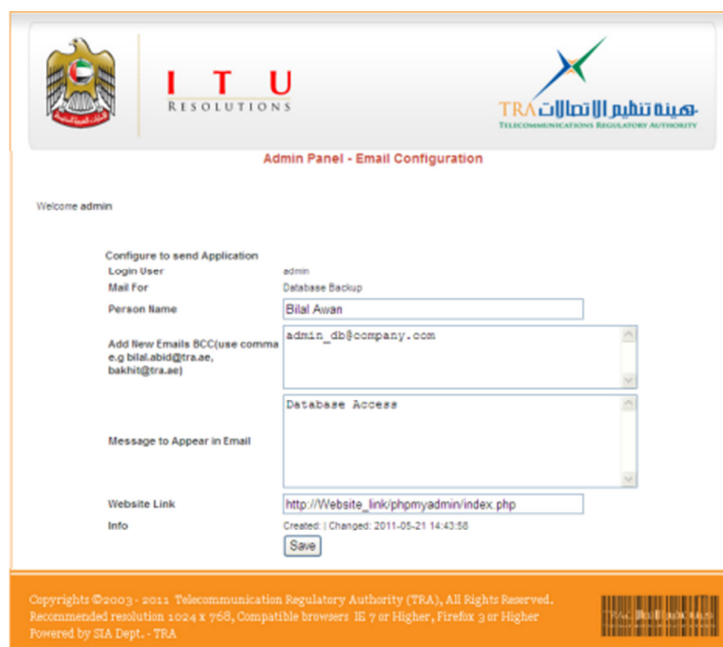 ITU
RESOLUTIONS
هيئة تنظيم الاتصالات TRA
TELECOMMUNICATIONS REGULATORY AUTHORITY
Admin Panel - Email Configuration
Welcome admin
Configure to send Application
Login User admin
Mail For Database Backup
Person Name Bilal Awan
Add New Emails BCC(use comma
e.g bilal.abid@tra.ae,
bakhit@tra.ae)
admin_db@company.com
Message to Appear in Email
Database Access
Website Link http://Website_link/phpmyadmin/index.php
Info Created: | Changed: 2011-05-21 14:43:58
Save
Copyrights ©2003 - 2011 Telecommunication Regulatory Authority (TRA), All Rights Reserved.
Recommended resolution 1024 x 768, Compatible browsers IE 7 or Higher, Firefox 3 or Higher
Powered by SIA Dept. - TRA